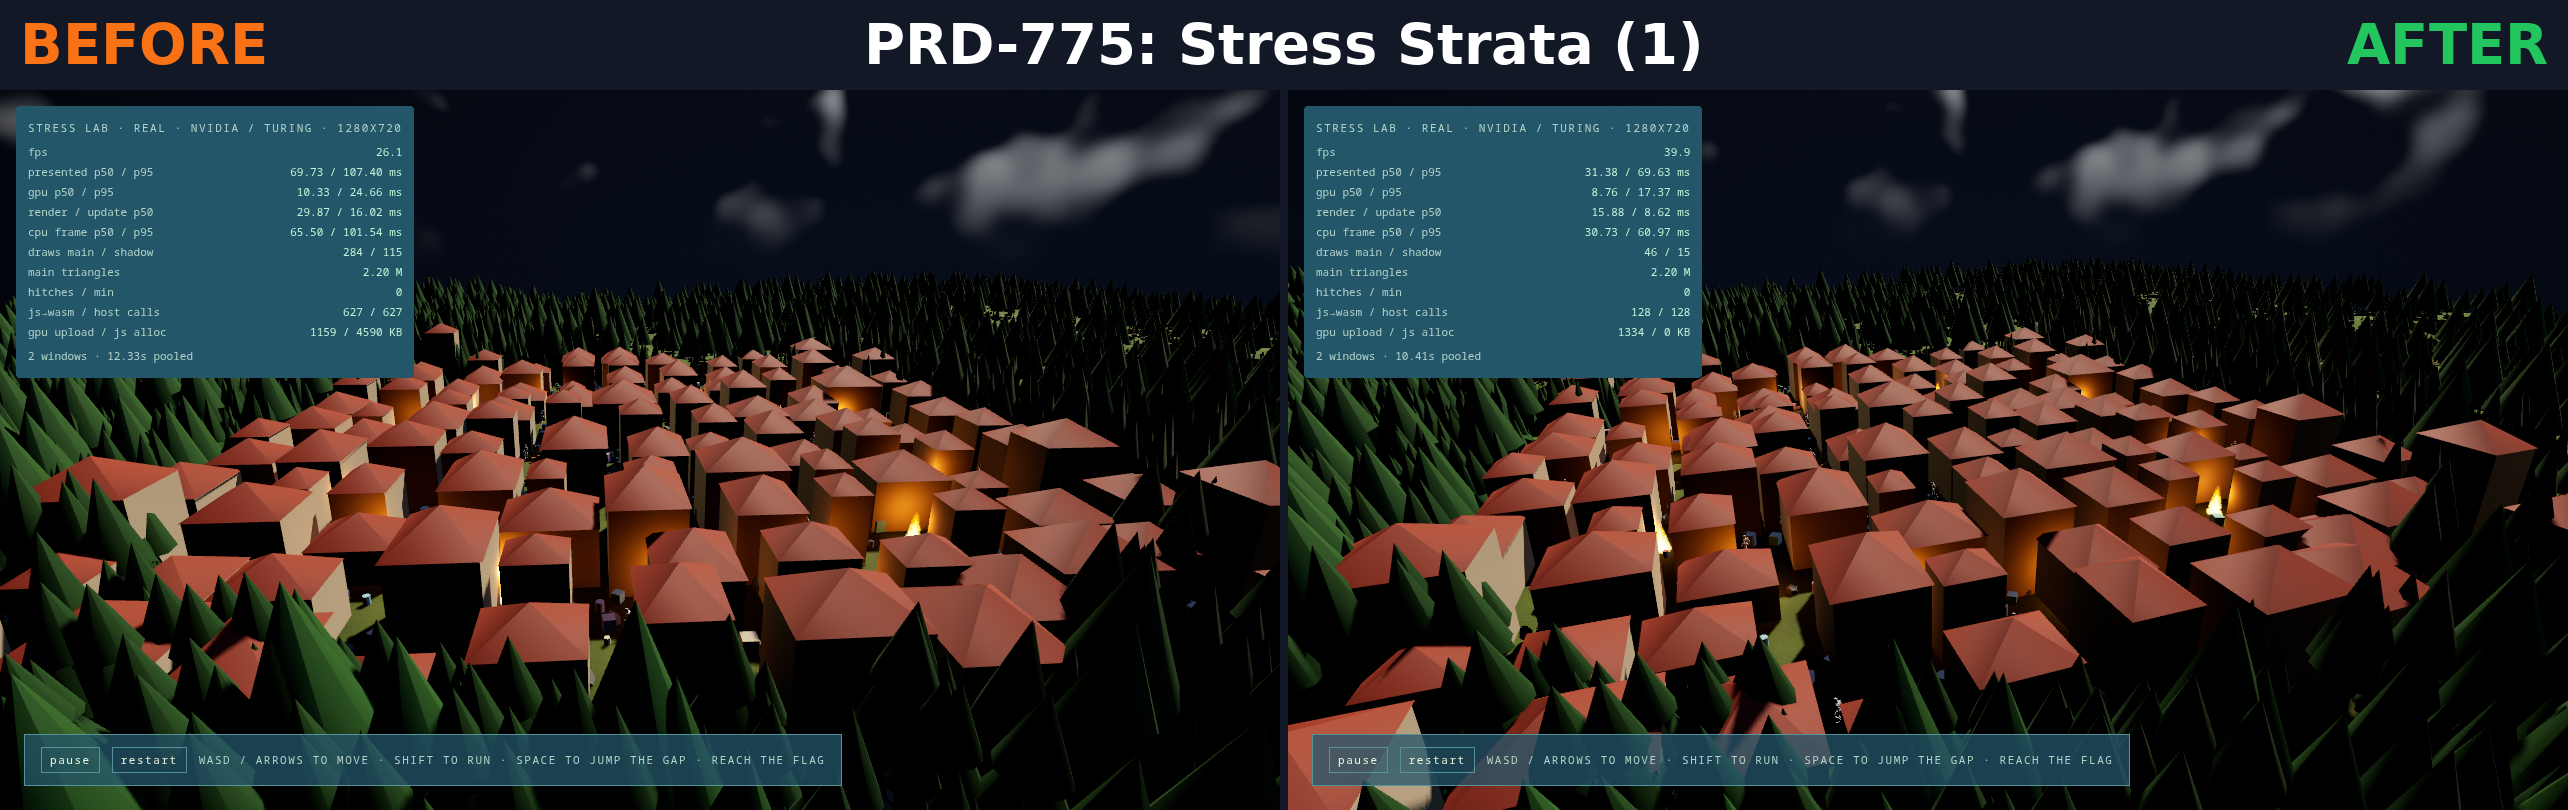 BEFORE
PRD-775: Stress Strata (1)
AFTER
STRESS LAB · REAL · NVIDIA / TURING · 1280X720
fps 26.1
presented p50 / p95 69.73 / 107.40 ms
gpu p50 / p95 10.33 / 24.66 ms
render / update p50 29.87 / 16.02 ms
cpu frame p50 / p95 65.50 / 101.54 ms
draws main / shadow 284 / 115
main triangles 2.20 M
hitches / min 0
js→wasm / host calls 627 / 627
gpu upload / js alloc 1159 / 4590 KB
2 windows · 12.33s pooled
pause restart WASD / ARROWS TO MOVE · SHIFT TO RUN · SPACE TO JUMP THE GAP · REACH THE FLAG
STRESS LAB · REAL · NVIDIA / TURING · 1280X720
fps 39.9
presented p50 / p95 31.38 / 69.63 ms
gpu p50 / p95 8.76 / 17.37 ms
render / update p50 15.88 / 8.62 ms
cpu frame p50 / p95 30.73 / 60.97 ms
draws main / shadow 46 / 15
main triangles 2.20 M
hitches / min 0
js→wasm / host calls 128 / 128
gpu upload / js alloc 1334 / 0 KB
2 windows · 10.41s pooled
pause restart WASD / ARROWS TO MOVE · SHIFT TO RUN · SPACE TO JUMP THE GAP · REACH THE FLAG